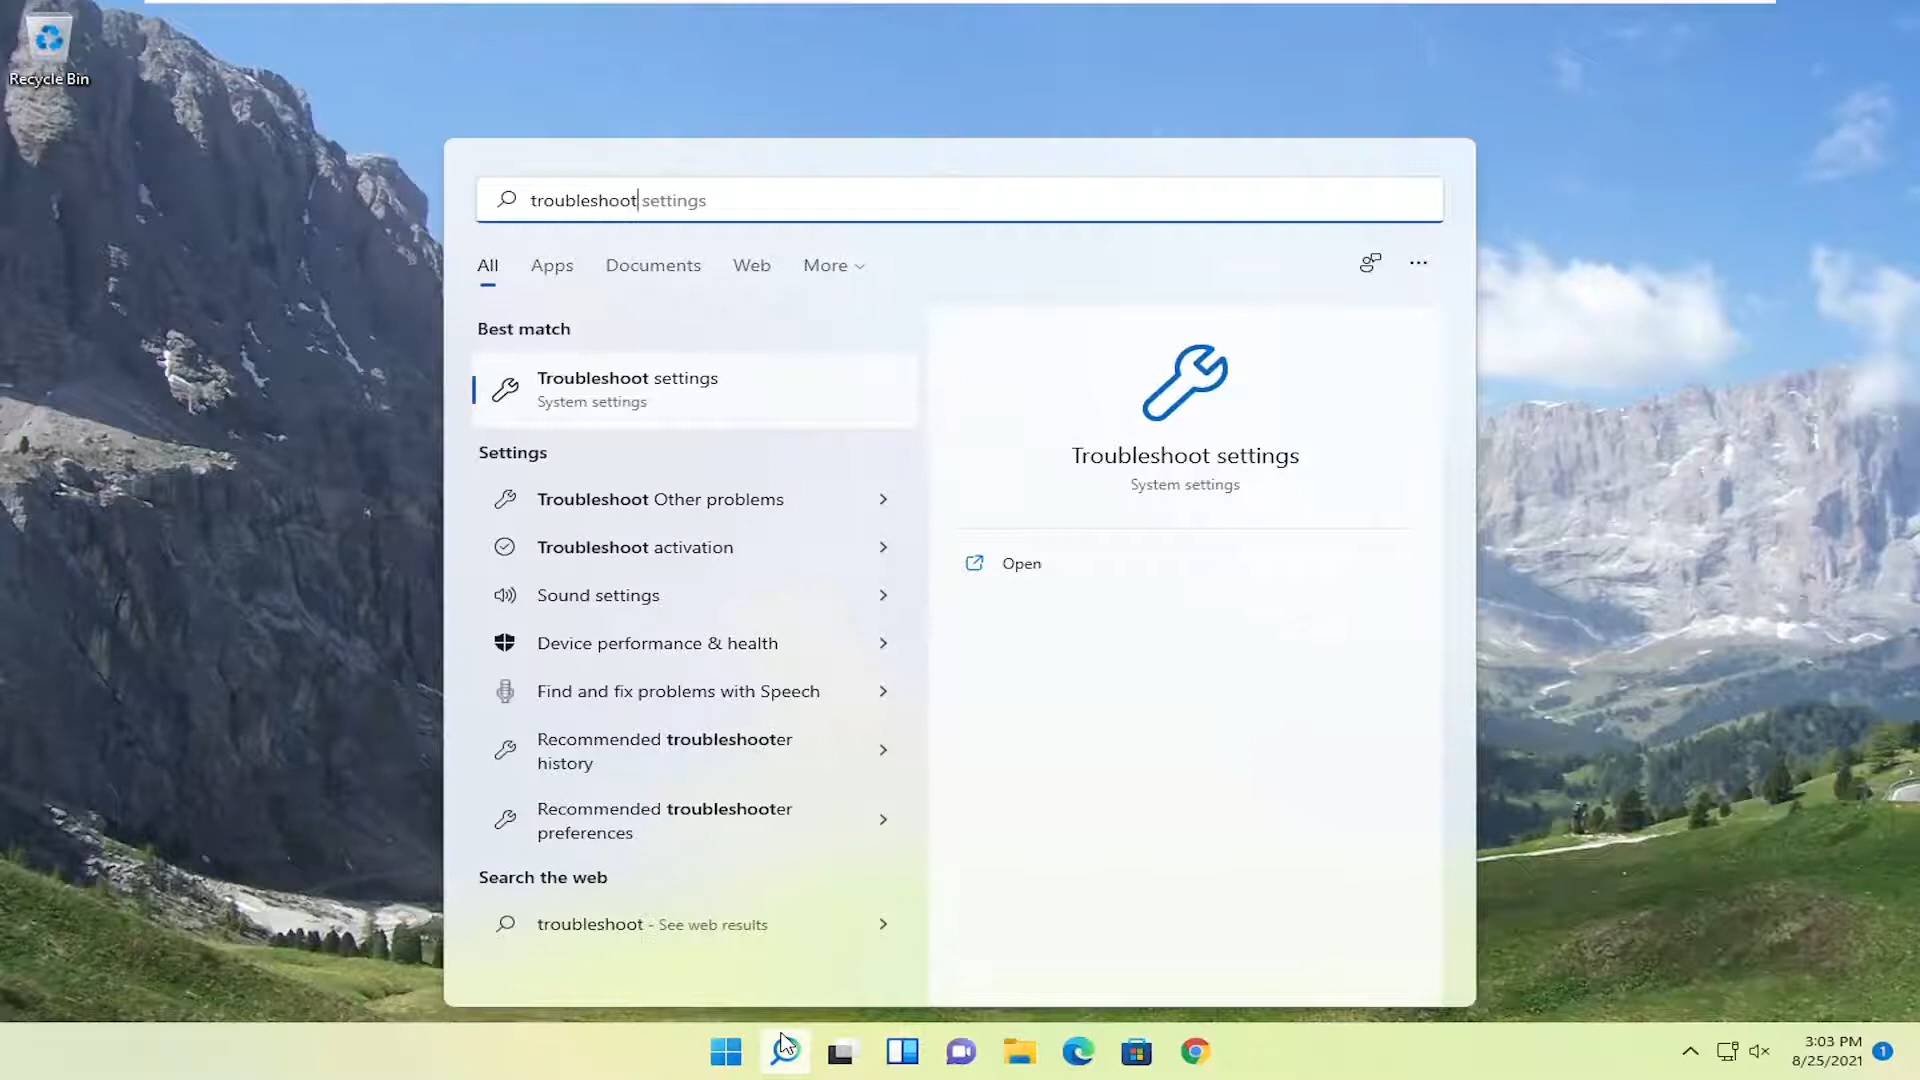 Recycle Bin
troubleshoot settings
All Apps Documents Web More
Best match
Troubleshoot settings
System settings
Settings
Troubleshoot Other problems
Troubleshoot activation
Sound settings
Device performance & health
Find and fix problems with Speech
Recommended troubleshooter
history
Recommended troubleshooter
preferences
Search the web
troubleshoot - See web results
Troubleshoot settings
System settings
Open
3:03 PM
8/25/2021
1